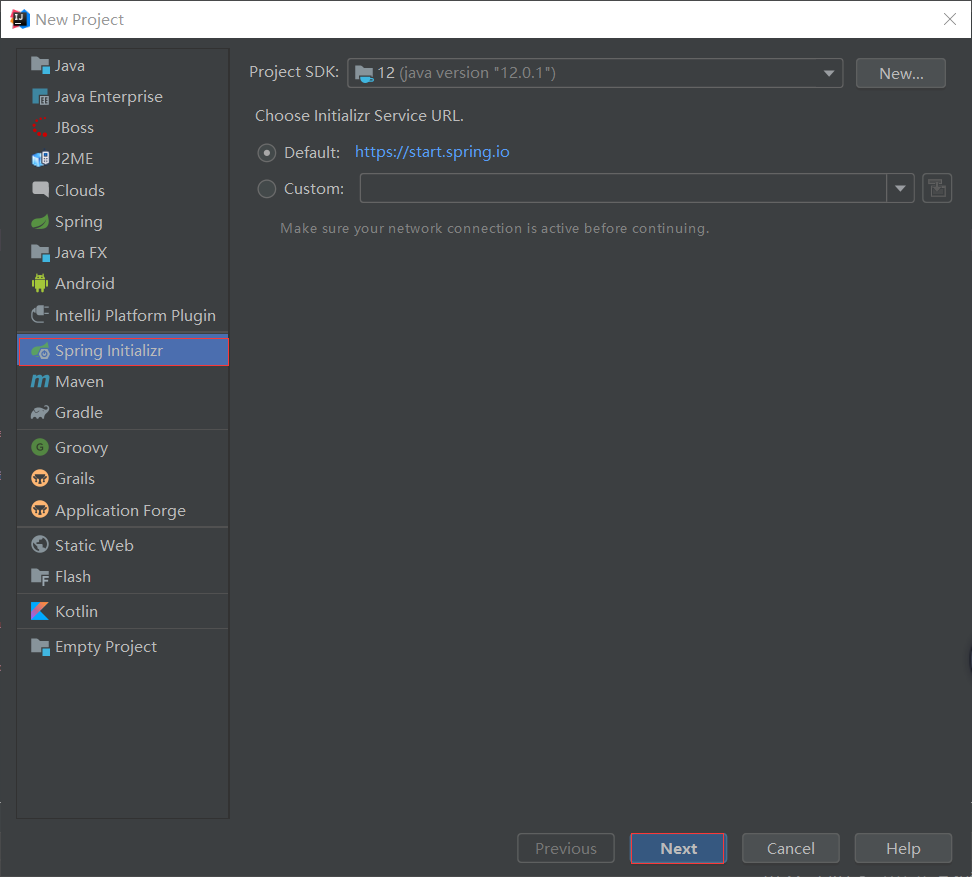 New Project
Java
Java Enterprise
JBoss
J2ME
Clouds
Spring
Java FX
Android
IntelliJ Platform Plugin
Spring Initializr
Maven
Gradle
Groovy
Grails
Application Forge
Static Web
Flash
Kotlin
Empty Project
Project SDK: 12 (java version "12.0.1") New...
Choose Initializr Service URL.
Default: https://start.spring.io
Custom:
Make sure your network connection is active before continuing.
Previous Next Cancel Help